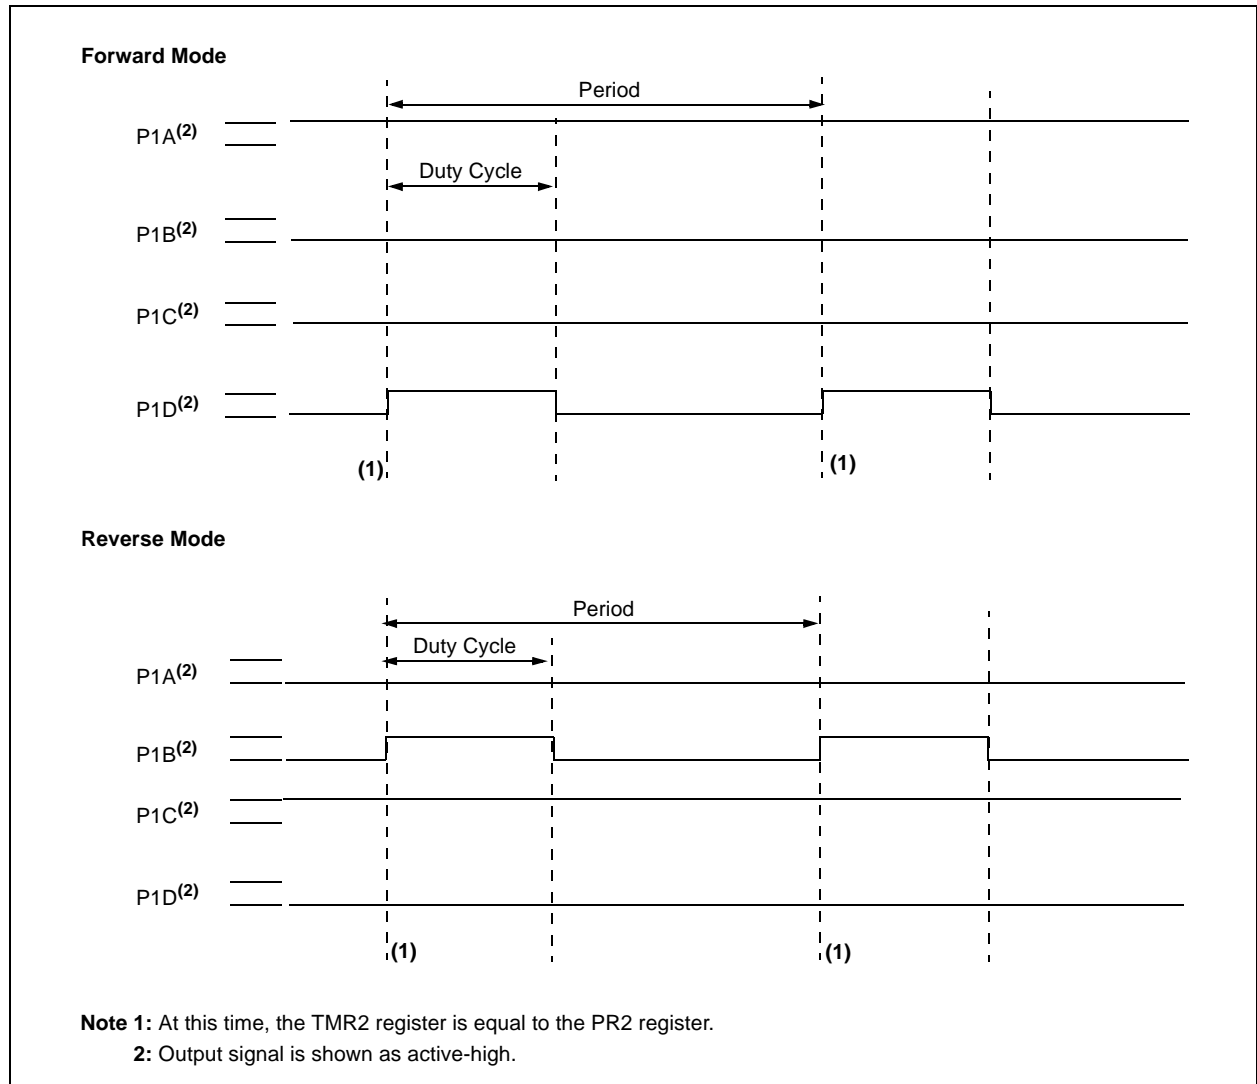 Forward Mode
Period
P1A(2)
Duty Cycle
P1B(2)
P1C(2)
P1D(2)
(1)
(1)
Reverse Mode
Period
Duty Cycle
P1A(2)
P1B(2)
P1C(2)
P1D(2)
(1)
(1)
Note 1: At this time, the TMR2 register is equal to the PR2 register.
2: Output signal is shown as active-high.